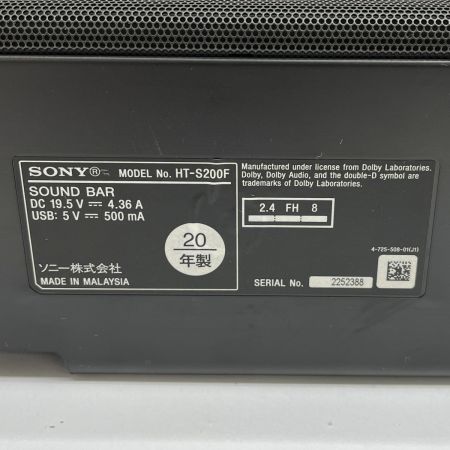 SONY®
MODEL No. HT-S200F
SOUND BAR
DC 19.5 V ⎓ 4.36 A
USB: 5 V ⎓ 500 mA
20
年製
ソニー株式会社
MADE IN MALAYSIA
Manufactured under license from Dolby Laboratories.
Dolby, Dolby Audio, and the double-D symbol are
trademarks of Dolby Laboratories.
2.4 FH 8
4-725-509-01(J1)
SERIAL No. 2252388